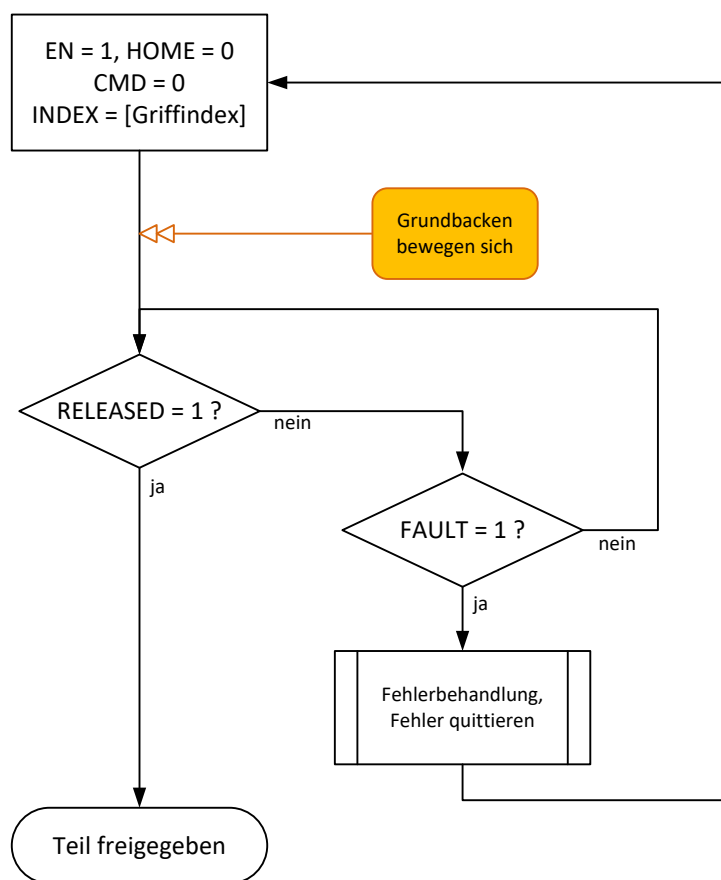 EN = 1, HOME = 0
CMD = 0
INDEX = [Griffindex]
Grundbacken
bewegen sich
RELEASED = 1 ?
nein
ja
FAULT = 1 ?
nein
ja
Fehlerbehandlung,
Fehler quittieren
Teil freigegeben